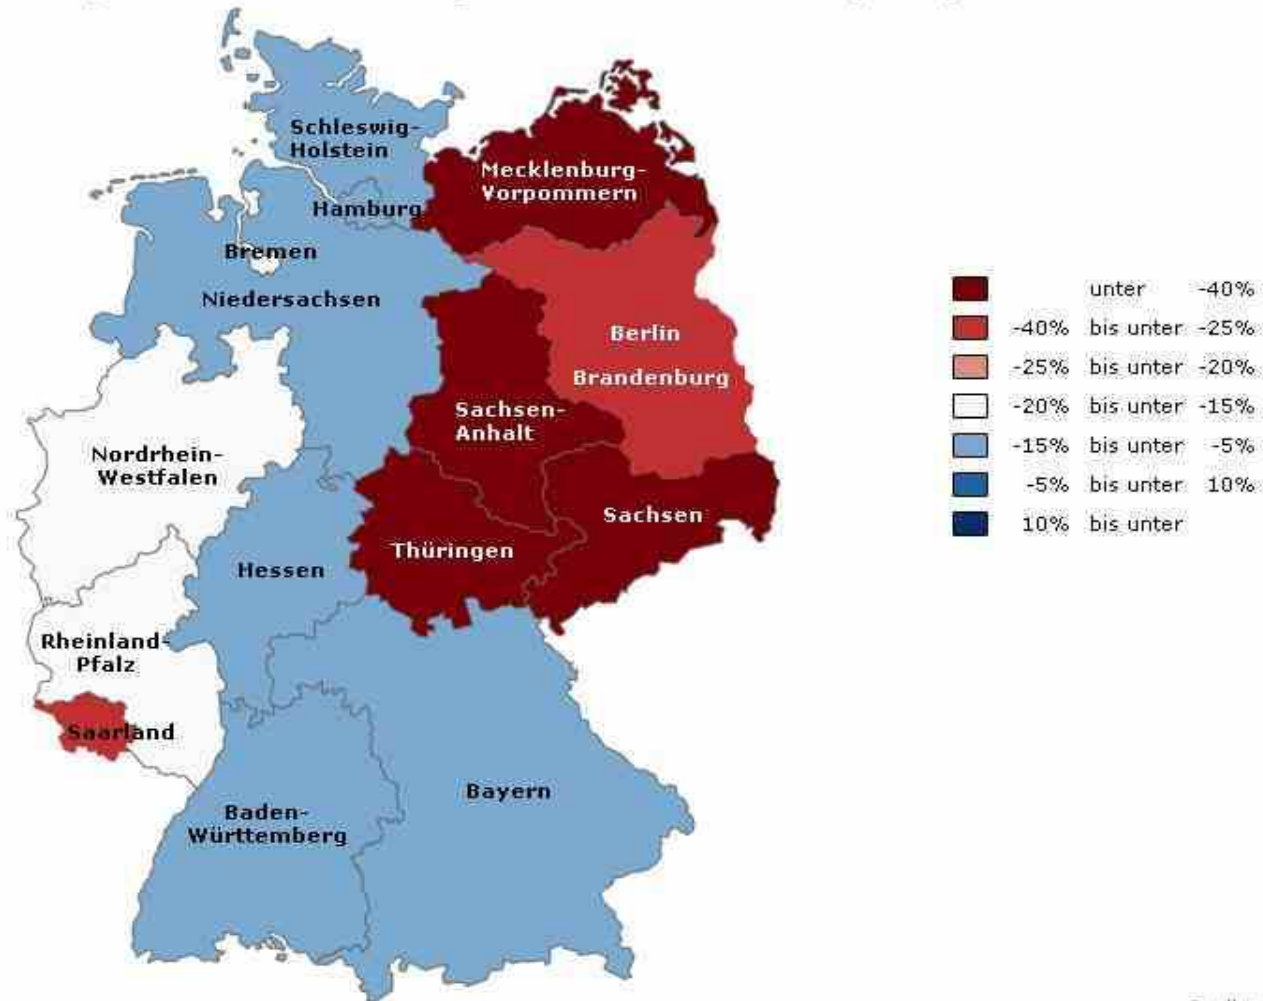 Schleswig-
Holstein
Mecklenburg-
Vorpommern
Hamburg
Bremen
Niedersachsen
Berlin
Brandenburg
Sachsen-
Anhalt
Nordrhein-
Westfalen
Sachsen
Thüringen
Hessen
Rheinland-
Pfalz
Saarland
Bayern
Baden-
Württemberg
unter -40%
-40% bis unter -25%
-25% bis unter -20%
-20% bis unter -15%
-15% bis unter -5%
-5% bis unter 10%
10% bis unter